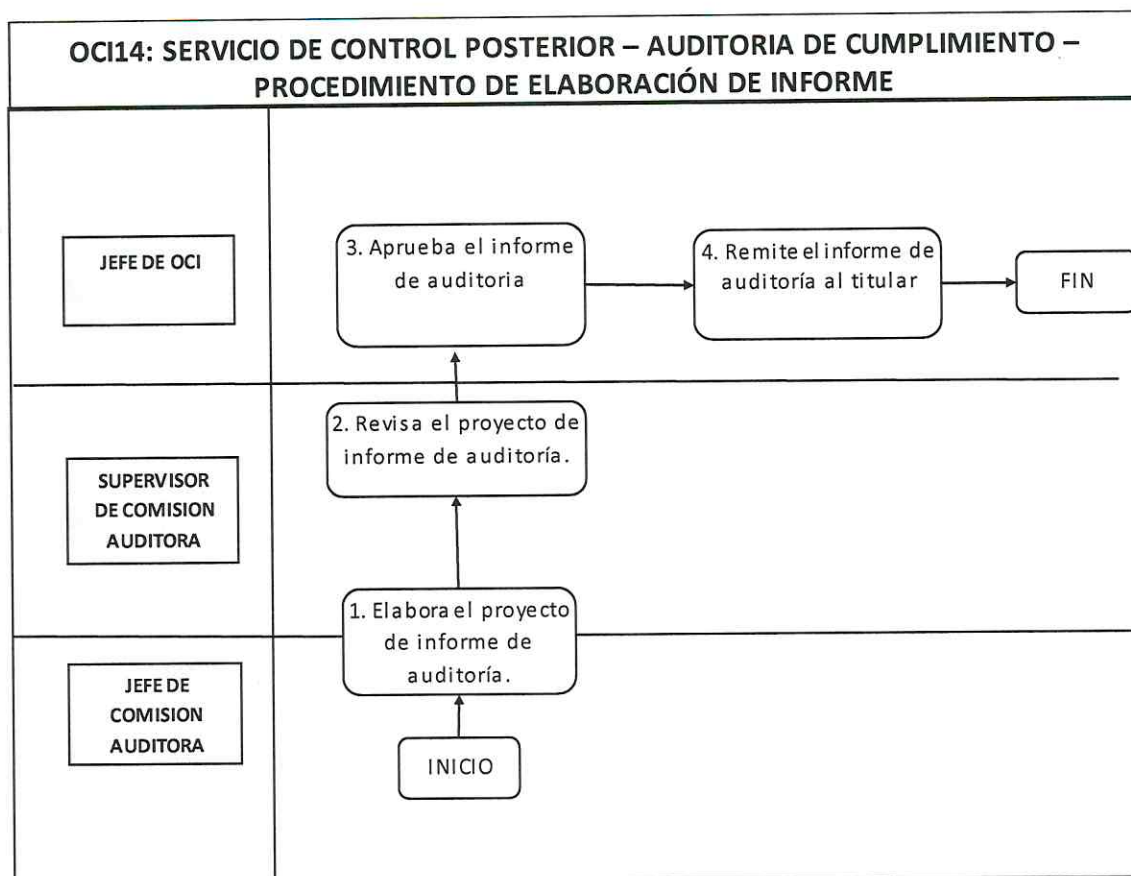 OCI14: SERVICIO DE CONTROL POSTERIOR – AUDITORIA DE CUMPLIMIENTO –
PROCEDIMIENTO DE ELABORACIÓN DE INFORME
JEFE DE OCI
3. Aprueba el informe
de auditoria
4. Remite el informe de
auditoría al titular
FIN
SUPERVISOR
DE COMISION
AUDITORA
2. Revisa el proyecto de
informe de auditoría.
JEFE DE
COMISION
AUDITORA
1. Elabora el proyecto
de informe de
auditoría.
INICIO